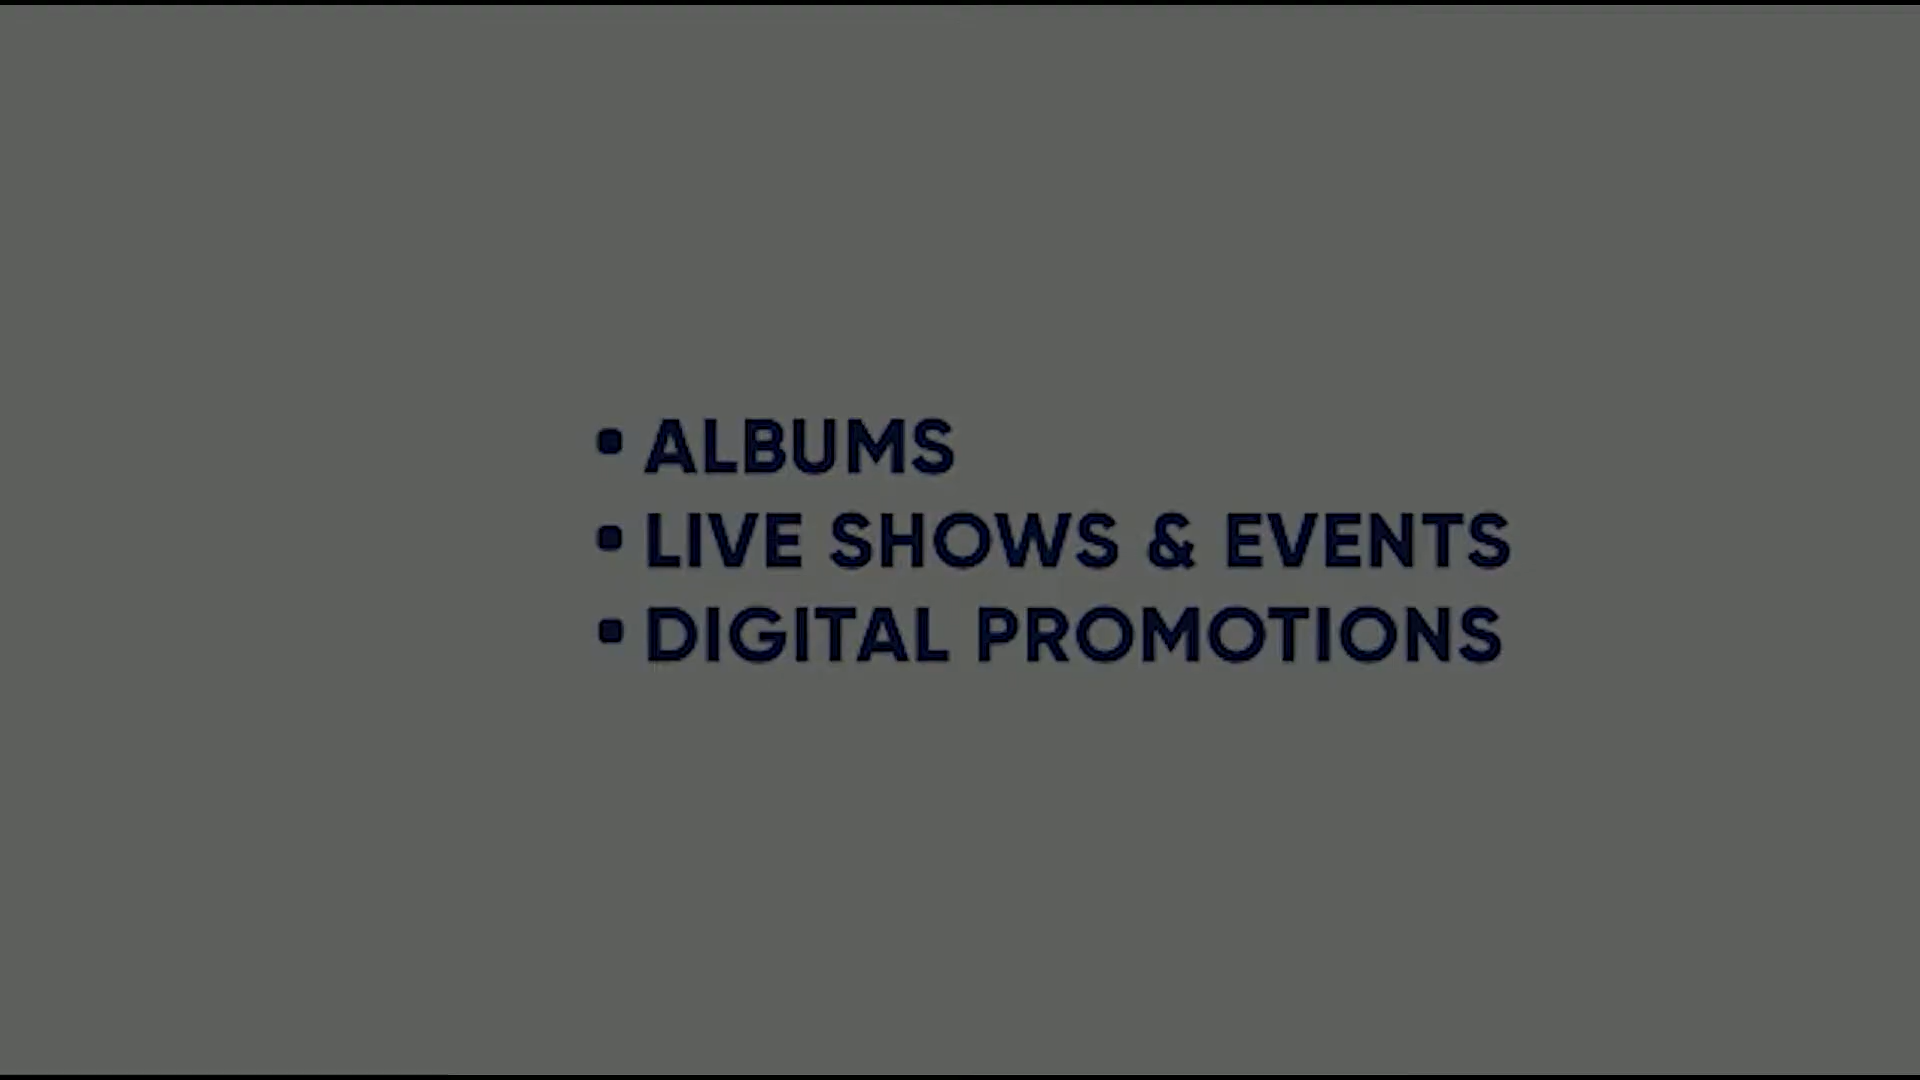 • ALBUMS
• LIVE SHOWS & EVENTS
• DIGITAL PROMOTIONS